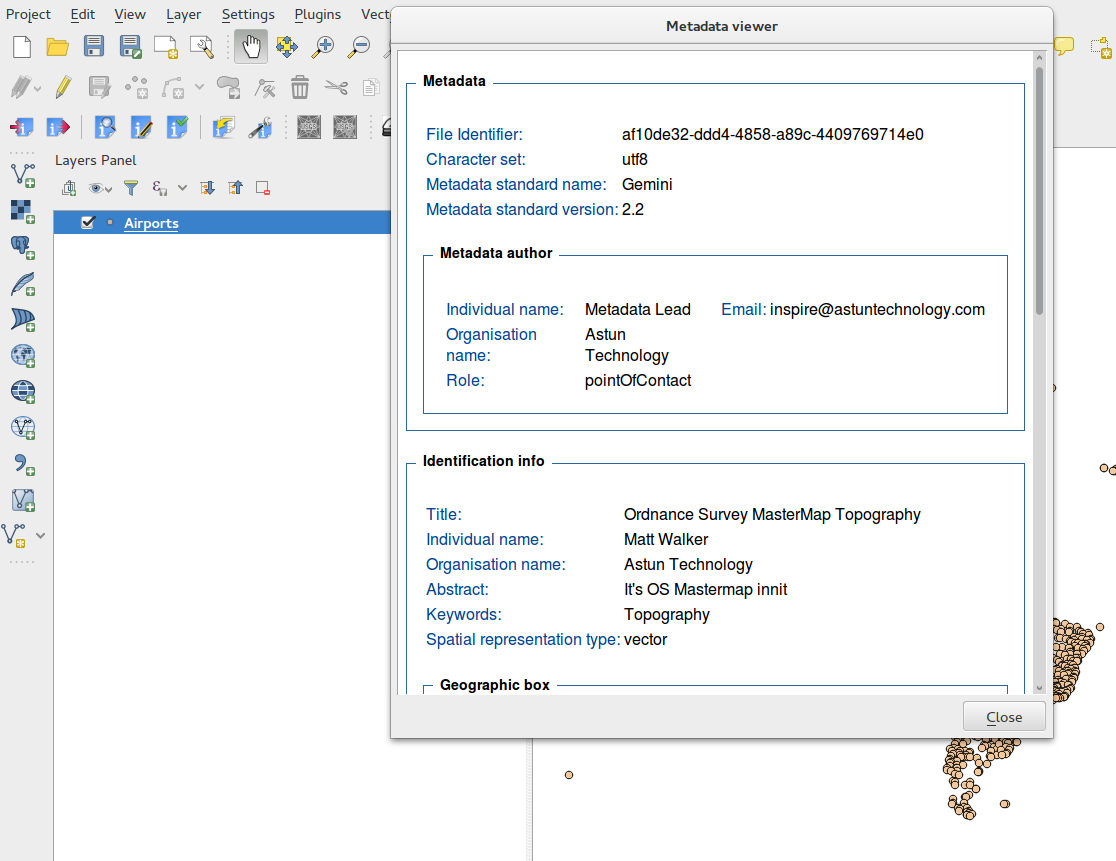 Project Edit View Layer Settings Plugins Vect
Metadata viewer
Layers Panel
Airports
Metadata
File Identifier: af10de32-ddd4-4858-a89c-4409769714e0
Character set: utf8
Metadata standard name: Gemini
Metadata standard version: 2.2
Metadata author
Individual name: Metadata Lead Email: inspire@astuntechnology.com
Organisation Astun
name: Technology
Role: pointOfContact
Identification info
Title: Ordnance Survey MasterMap Topography
Individual name: Matt Walker
Organisation name: Astun Technology
Abstract: It's OS Mastermap innit
Keywords: Topography
Spatial representation type: vector
Geographic box
Close